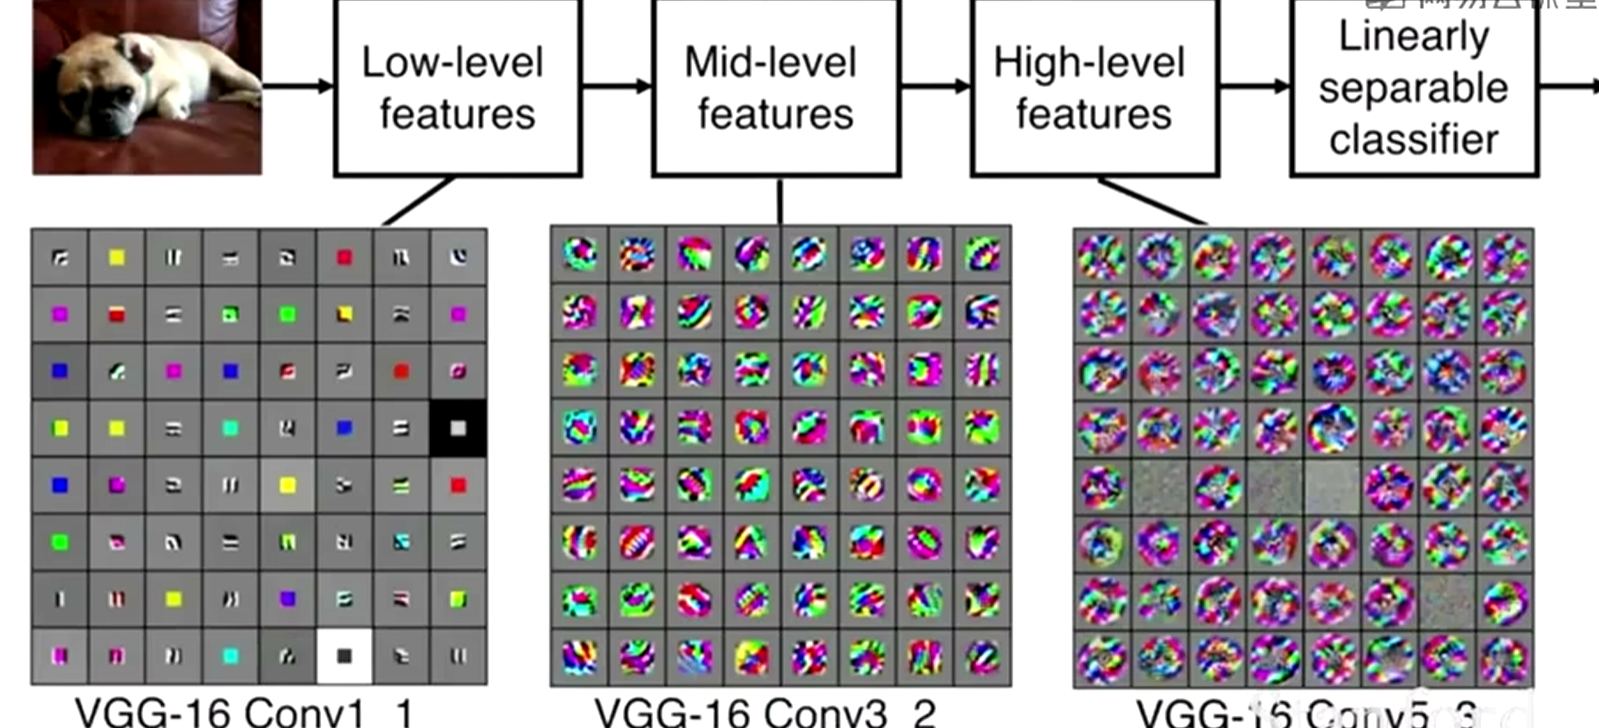 Low-level
features
Mid-level
features
High-level
features
Linearly
separable
classifier
VGG-16 Conv1_1
VGG-16 Conv3_2
VGG-16 Conv5_3
Stanford